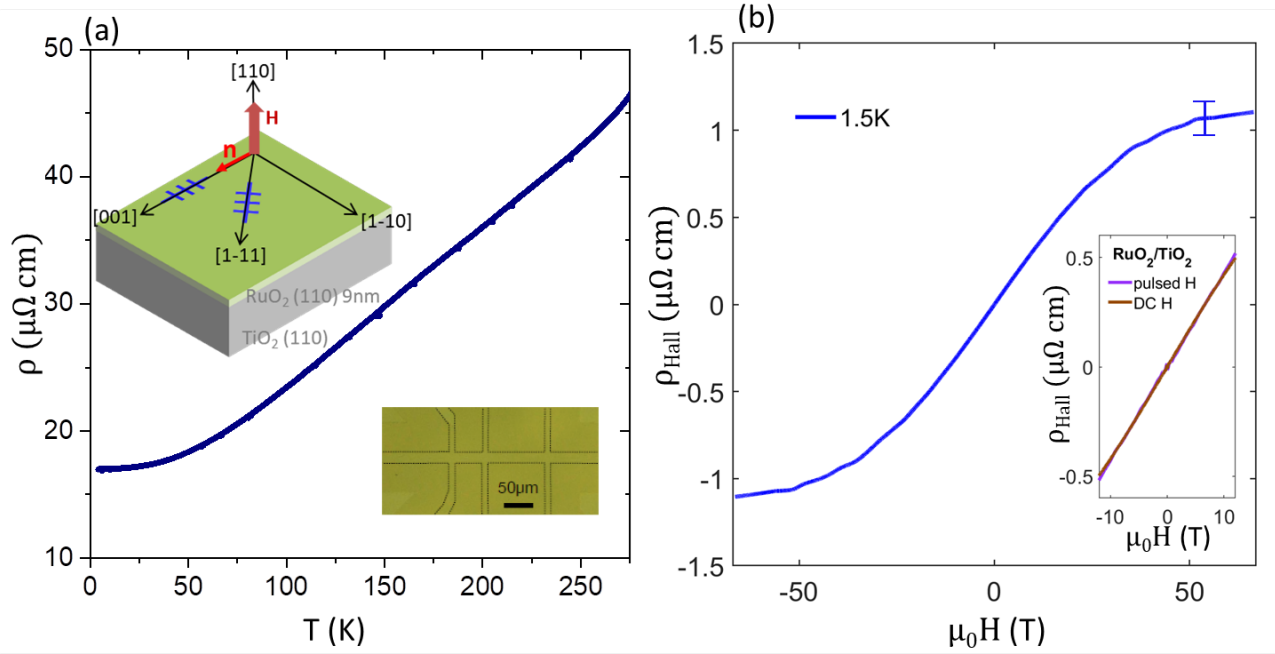 (a)
50
40
30
20
10
ρ (μΩ cm)
0
50
100
150
200
250
T (K)
[110]
H
n
[001]
[1-11]
[1-10]
RuO2 (110) 9nm
TiO2 (110)
50μm
(b)
1.5
1
0.5
0
-0.5
-1
-1.5
ρHall (μΩ cm)
-50
0
50
μ0H (T)
1.5K
RuO2/TiO2
pulsed H
DC H
0.5
0
-0.5
ρHall (μΩ cm)
-10
0
10
μ0H (T)